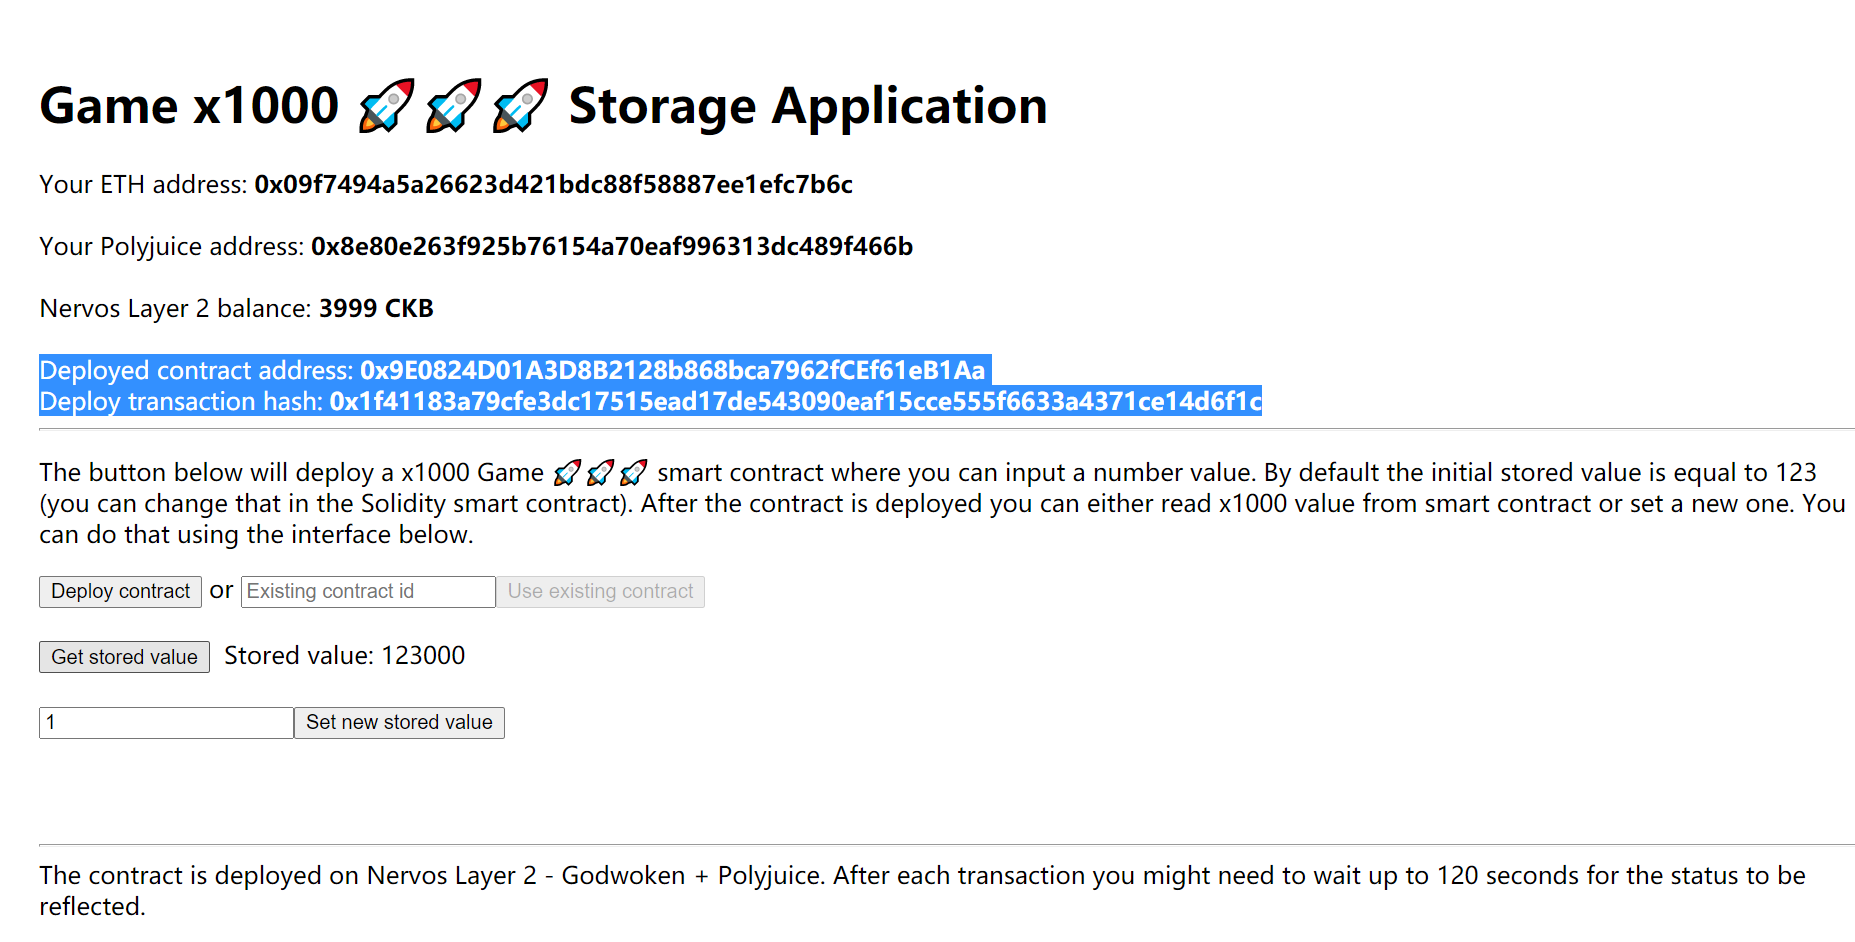 Game x1000 🚀🚀🚀 Storage Application
Your ETH address: 0x09f7494a5a26623d421bdc88f58887ee1efc7b6c
Your Polyjuice address: 0x8e80e263f925b76154a70eaf996313dc489f466b
Nervos Layer 2 balance: 3999 CKB
Deployed contract address: 0x9E0824D01A3D8B2128b868bca7962fCEf61eB1Aa
Deploy transaction hash: 0x1f41183a79cfe3dc17515ead17de543090eaf15cce555f6633a4371ce14d6f1c
The button below will deploy a x1000 Game 🚀🚀🚀 smart contract where you can input a number value. By default the initial stored value is equal to 123
(you can change that in the Solidity smart contract). After the contract is deployed you can either read x1000 value from smart contract or set a new one. You
can do that using the interface below.
Deploy contract or Existing contract id Use existing contract
Get stored value Stored value: 123000
1 Set new stored value
The contract is deployed on Nervos Layer 2 - Godwoken + Polyjuice. After each transaction you might need to wait up to 120 seconds for the status to be
reflected.